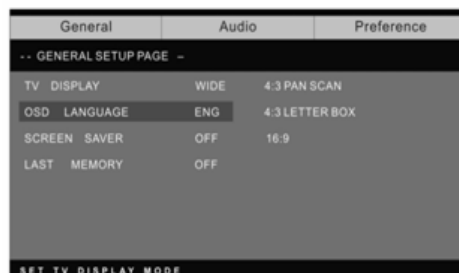 General Audio Preference
-- GENERAL SETUP PAGE –
TV DISPLAY WIDE 4:3 PAN SCAN
OSD LANGUAGE ENG 4:3 LETTER BOX
SCREEN SAVER OFF 16:9
LAST MEMORY OFF
SET TV DISPLAY MODE